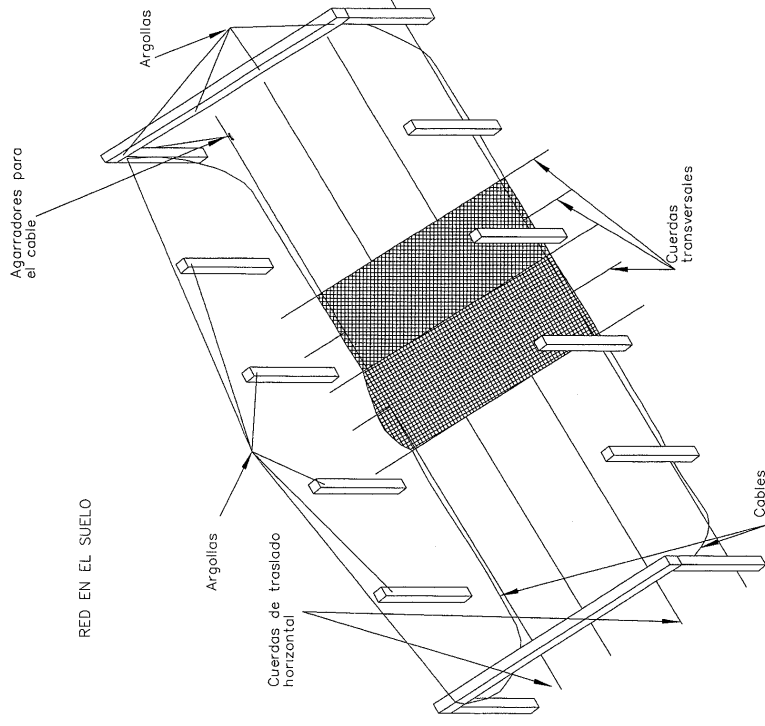 RED EN EL SUELO
Agarradores para
el cable
Argollas
Argollas
Cuerdas de traslado
horizontal
Cuerdas
transversales
Cables